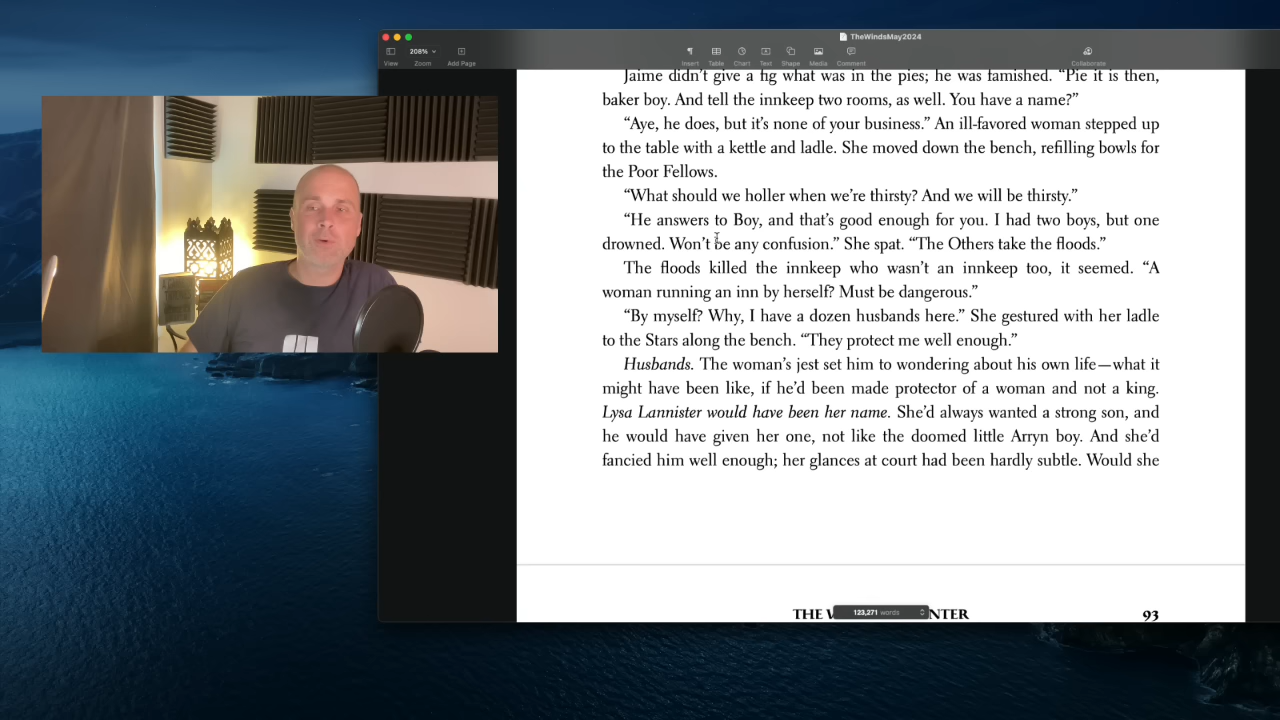 TheWindsMay2024
208%
View Zoom Add Page Insert Table Chart Text Shape Media Comment Collaborate
Jaime didn't give a fig what was in the pies; he was famished. “Pie it is then,
baker boy. And tell the innkeep two rooms, as well. You have a name?”
“Aye, he does, but it's none of your business.” An ill-favored woman stepped up
to the table with a kettle and ladle. She moved down the bench, refilling bowls for
the Poor Fellows.
“What should we holler when we're thirsty? And we will be thirsty.”
“He answers to Boy, and that's good enough for you. I had two boys, but one
drowned. Won't be any confusion.” She spat. “The Others take the floods.”
The floods killed the innkeep who wasn't an innkeep too, it seemed. “A
woman running an inn by herself? Must be dangerous.”
“By myself? Why, I have a dozen husbands here.” She gestured with her ladle
to the Stars along the bench. “They protect me well enough.”
Husbands. The woman's jest set him to wondering about his own life—what it
might have been like, if he'd been made protector of a woman and not a king.
Lysa Lannister would have been her name. She'd always wanted a strong son, and
he would have given her one, not like the doomed little Arryn boy. And she'd
fancied him well enough; her glances at court had been hardly subtle. Would she
THE 93
123,271 words